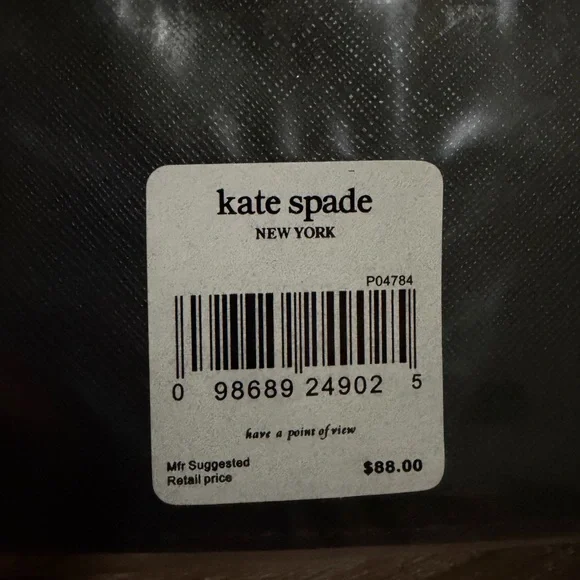 kate spade
NEW YORK
P04784
0 98689 24902 5
have a point of view
Mfr Suggested
Retail price $88.00